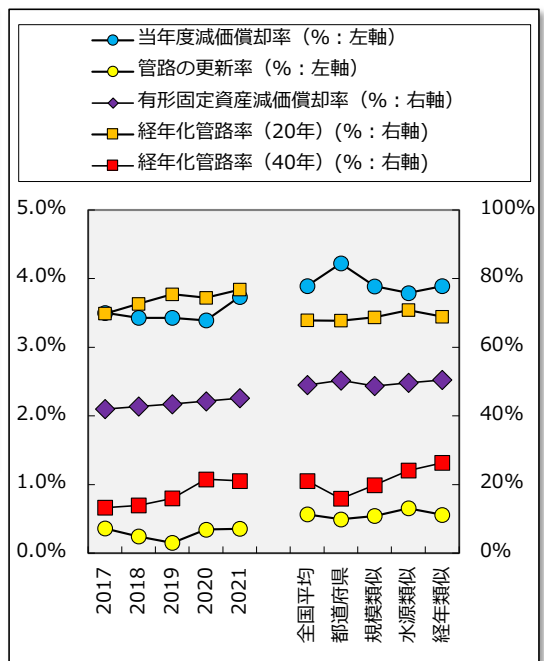 当年度減価償却率（%：左軸）
管路の更新率（%：左軸）
有形固定資産減価償却率（%：右軸）
経年化管路率（20年）(%：右軸)
経年化管路率（40年）(%：右軸)
5.0%
100%
4.0%
80%
3.0%
60%
2.0%
40%
1.0%
20%
0.0%
0%
2017
2018
2019
2020
2021
全国平均
都道府県
規模類似
水源類似
経年類似